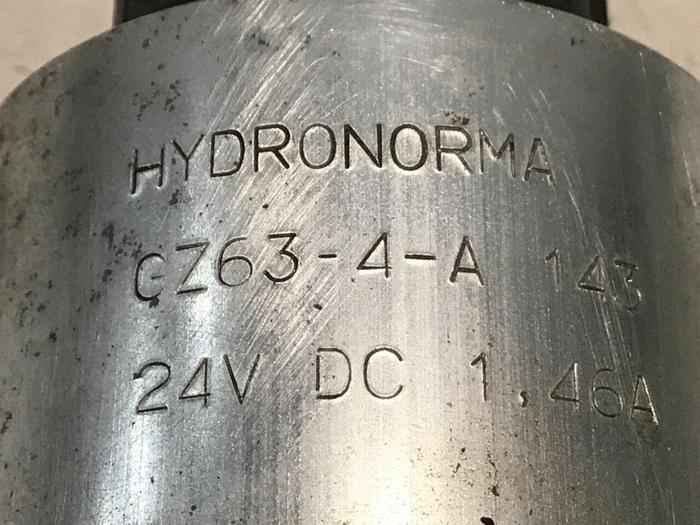 HYDRONORMA
GZ63-4-A 143
24V DC 1,46A